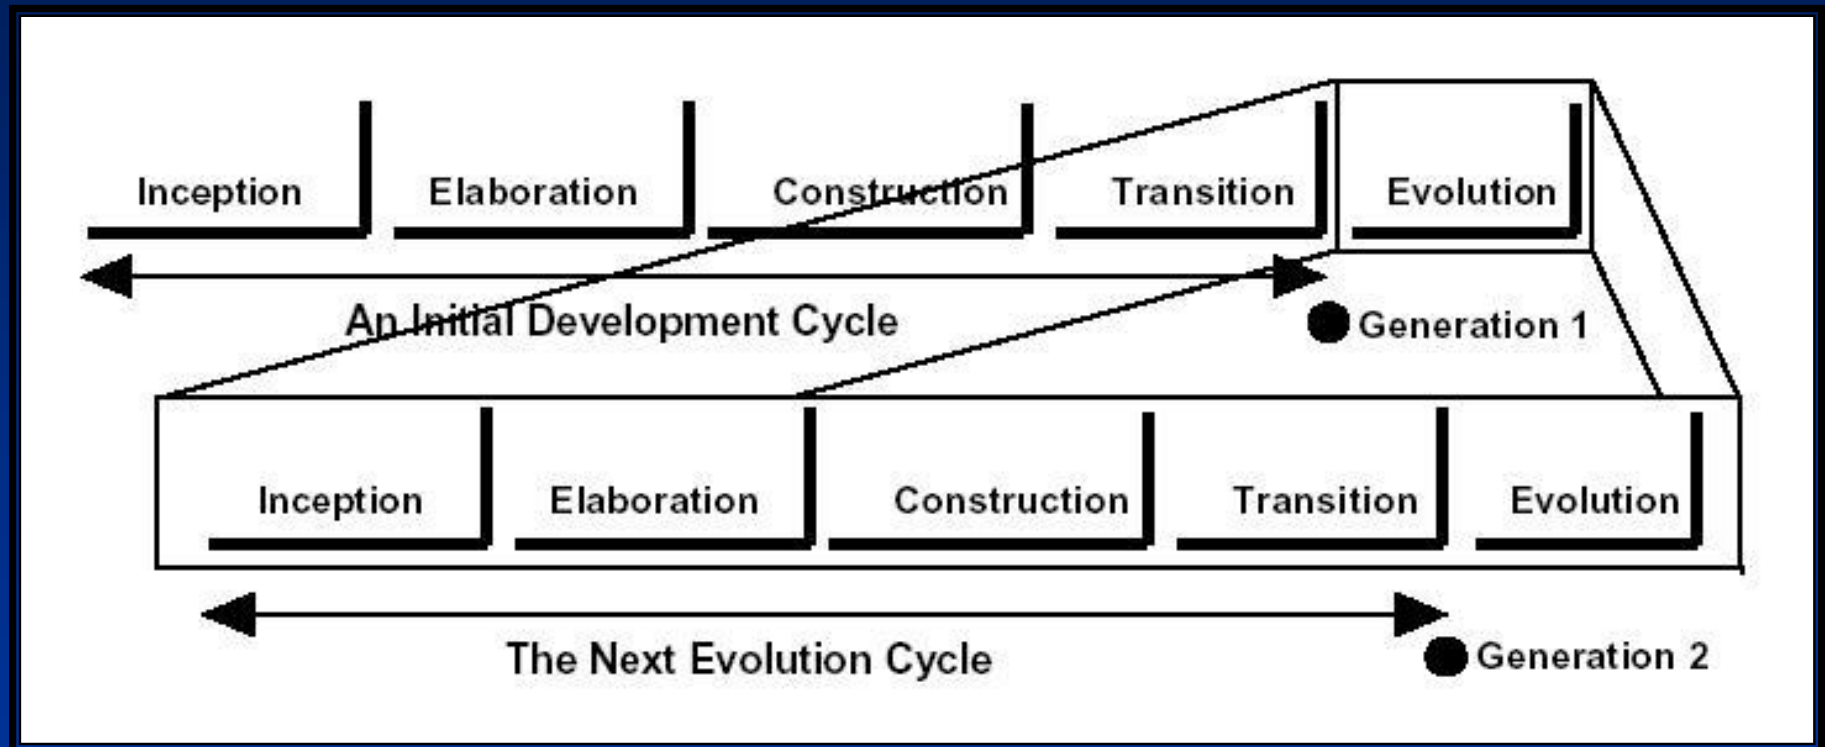 Inception Elaboration Construction Transition Evolution
An Initial Development Cycle
Generation 1
Inception Elaboration Construction Transition Evolution
The Next Evolution Cycle
Generation 2